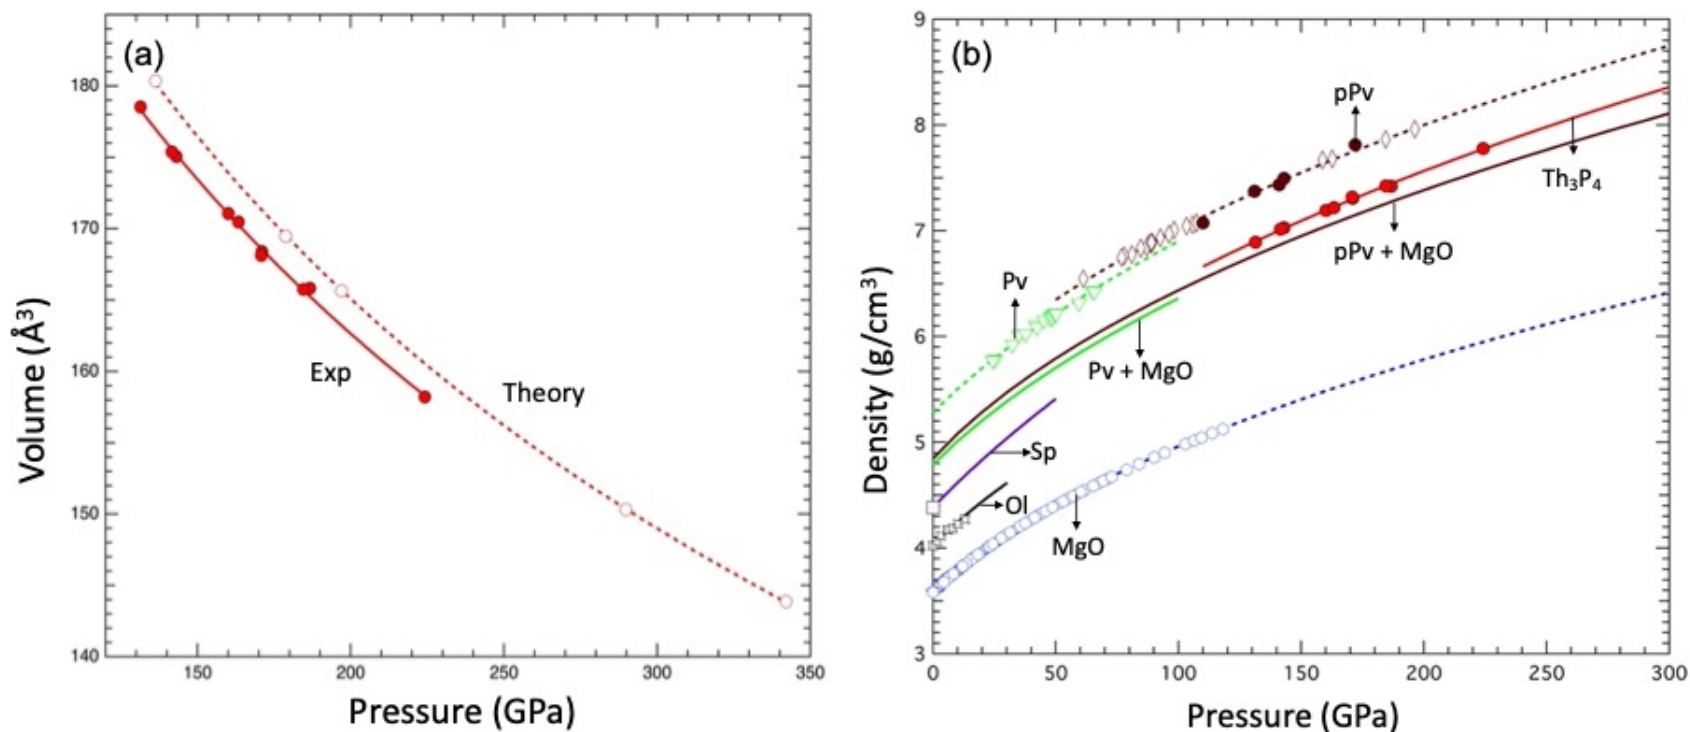 (a)
180
170
160
150
140
Volume (Å³)
Exp
Theory
150
200
250
300
350
Pressure (GPa)
(b)
9
8
7
6
5
4
3
Density (g/cm³)
pPv
Th₃P₄
pPv + MgO
Pv
Pv + MgO
Sp
Ol
MgO
0
50
100
150
200
250
300
Pressure (GPa)